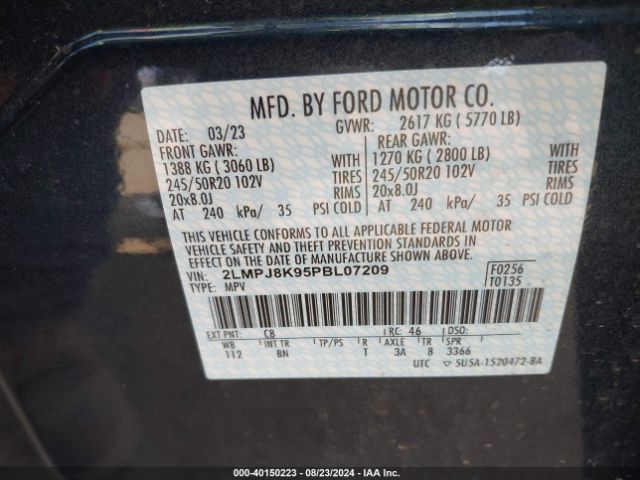 MFD. BY FORD MOTOR CO.
DATE: 03/23 GVWR: 2617 KG ( 5770 LB)
FRONT GAWR: REAR GAWR:
1388 KG ( 3060 LB) WITH 1270 KG ( 2800 LB) WITH
245/50R20 102V TIRES 245/50R20 102V TIRES
20x8.0J RIMS 20x8.0J RIMS
AT 240 kPa/ 35 PSI COLD AT 240 kPa/ 35 PSI COLD
THIS VEHICLE CONFORMS TO ALL APPLICABLE FEDERAL MOTOR
VEHICLE SAFETY AND THEFT PREVENTION STANDARDS IN
EFFECT ON THE DATE OF MANUFACTURE SHOWN ABOVE.
VIN: 2LMPJ8K95PBL07209 F0256
TYPE: MPV T0135
EXT PNT: CB RC: 46 DSO:
WB INT TR TP/PS R AXLE TR SPR
112 BN T 3A 8 3366
UTC ▽ SU5A-1520472-BA
000-40150223 - 08/23/2024 - IAA Inc.